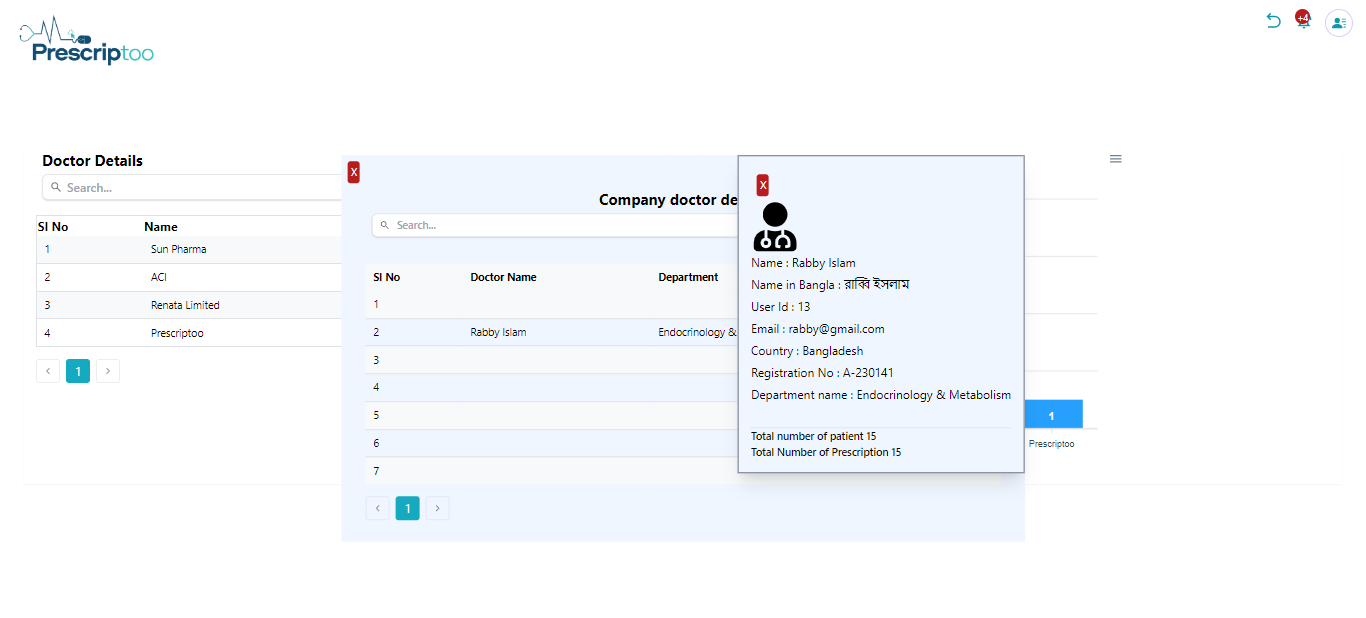 Prescriptoo
+4
Doctor Details
Search...
Sl No Name
1 Sun Pharma
2 ACI
3 Renata Limited
4 Prescriptoo
1
X
Company doctor de
Search...
Sl No Doctor Name Department
1
2 Rabby Islam Endocrinology &
3
4
5
6
7
1
X
Name : Rabby Islam
Name in Bangla : রাব্বি ইসলাম
User Id : 13
Email : rabby@gmail.com
Country : Bangladesh
Registration No : A-230141
Department name : Endocrinology & Metabolism
Total number of patient 15
Total Number of Prescription 15
1
Prescriptoo